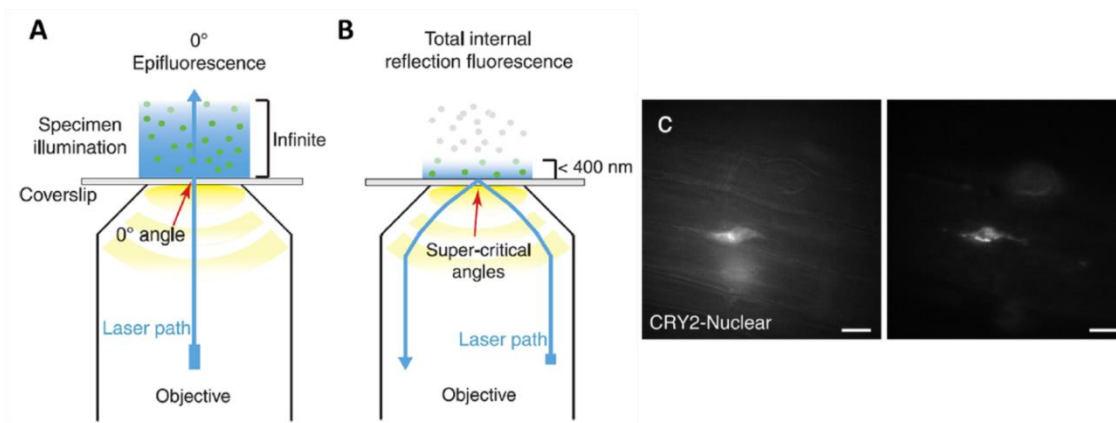 A
0°
Epifluorescence
Specimen
illumination
Infinite
Coverslip
0° angle
Laser path
Objective
B
Total internal
reflection fluorescence
< 400 nm
Super-critical
angles
Laser path
Objective
C
CRY2-Nuclear